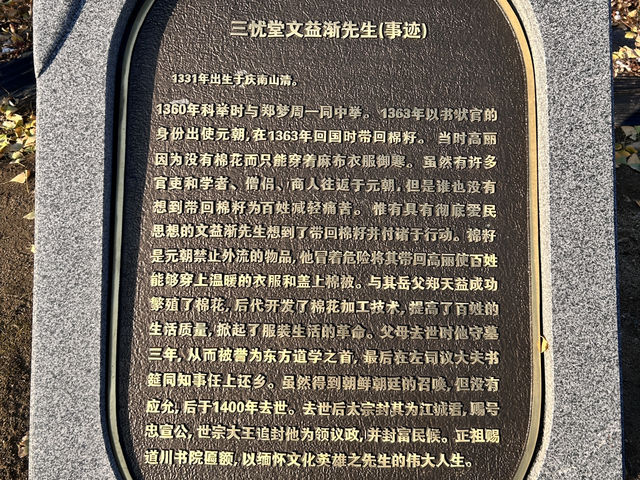 三忧堂文益渐先生(事迹)
1331年出生于庆南山清。
1360年科举时与郑梦周一同中举。 1363年以书状官的
身份出使元朝,在1363年回国时带回棉籽。 当时高丽
因为没有棉花而只能穿着麻布衣服御寒。 虽然有许多
官吏和学者、僧侣、商人往返于元朝, 但是谁也没有
想到带回棉籽为百姓减轻痛苦。 惟有具有彻底爱民
思想的文益渐先生想到了带回棉籽并付诸于行动。棉籽
是元朝禁止外流的物品, 他冒着危险将其带回高丽使百姓
能够穿上温暖的衣服和盖上棉被。与其岳父郑天益成功
繁殖了棉花, 后代开发了棉花加工技术, 提高了百姓的
生活质量, 掀起了服装生活的革命。父母去世时他守墓
三年, 从而被誉为东方道学之首, 最后在左司议大夫书
筵同知事任上还乡。虽然得到朝鲜朝廷的召唤, 但没有
应允, 后于1400年去世。去世后太宗封其为江城君, 赐号
忠宣公, 世宗大王追封他为领议政, 并封富民候。正祖赐
道川书院匾额, 以缅怀文化英雄之先生的伟大人生。